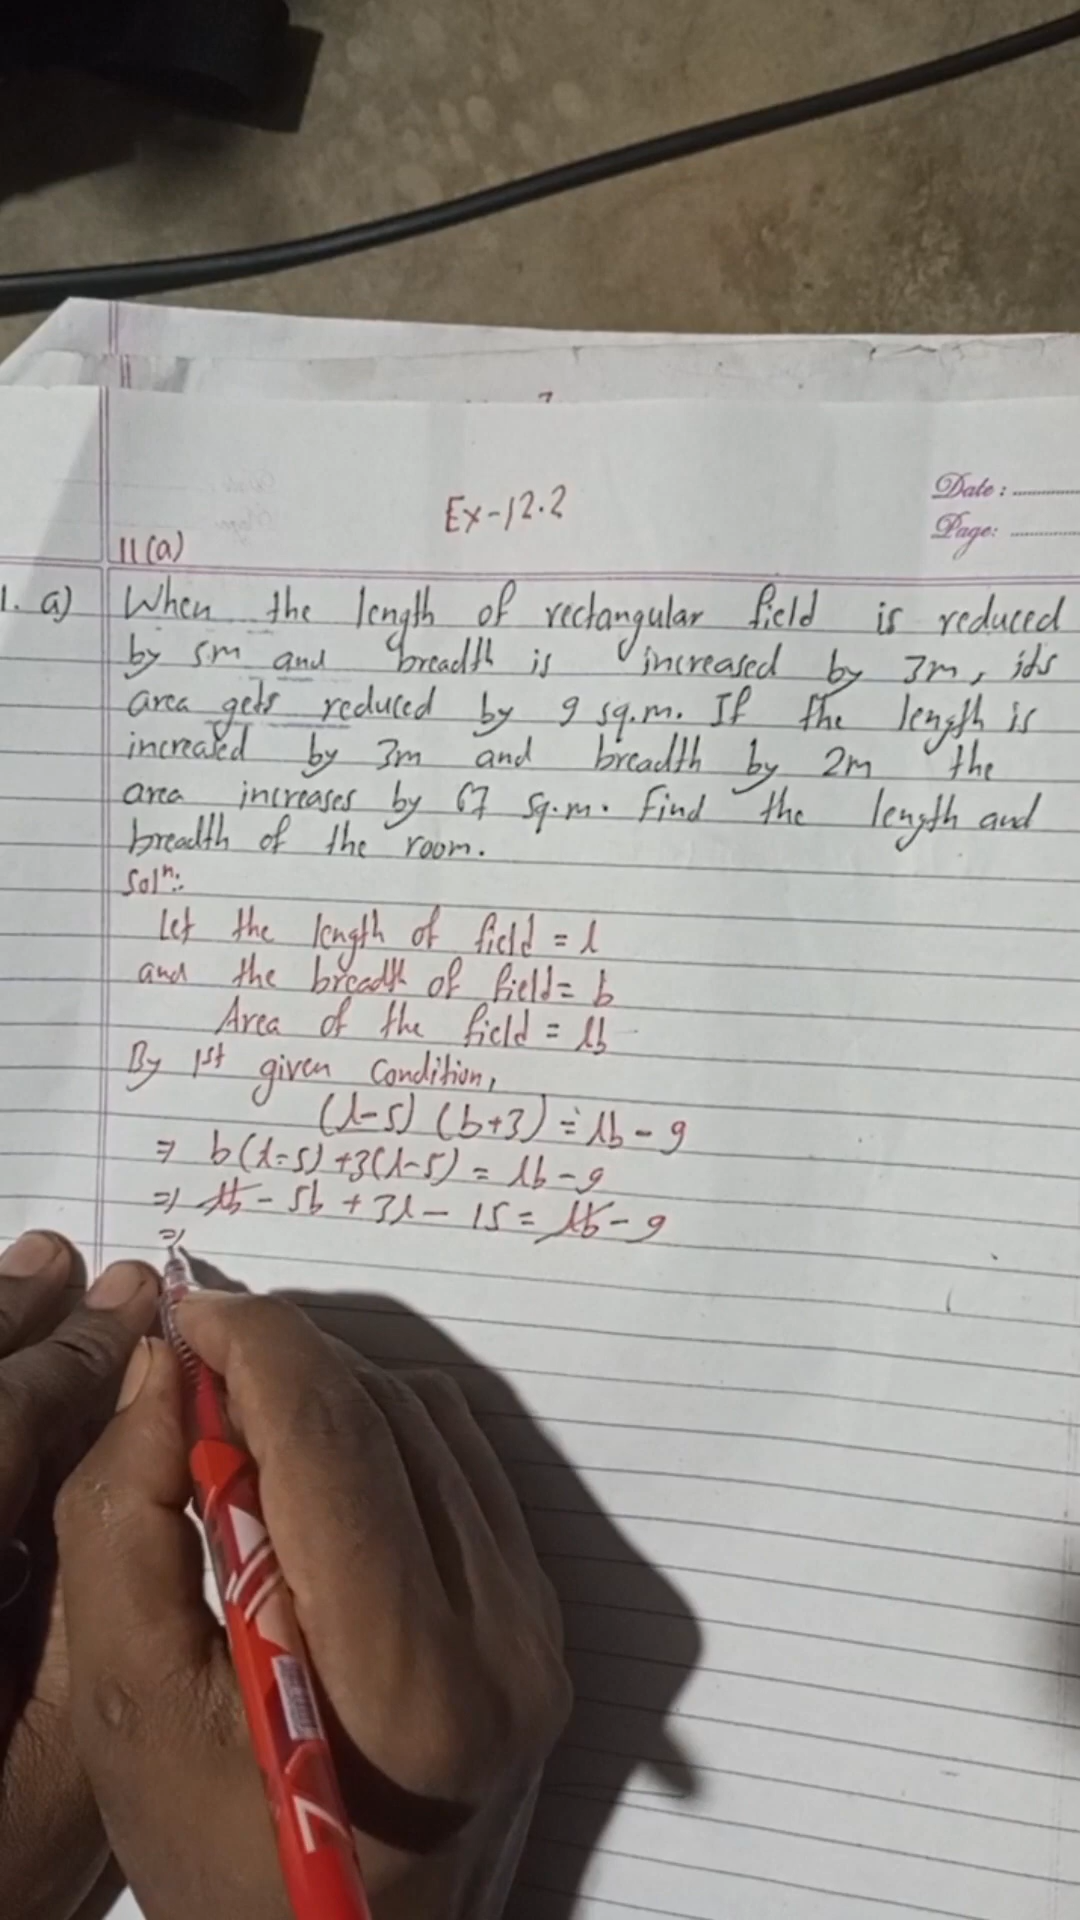 Ex-12.2
Date:
Page:
11(a)
1. a) When the length of rectangular field is reduced
by 5m and breadth is increased by 3m, its
area gets reduced by 9 sq.m. If the length is
increased by 3m and breadth by 2m the
area increases by 67 sq.m. Find the length and
breadth of the room.
Solⁿ:
Let the length of field = l
and the breadth of field = b
Area of the field = lb
By 1st given Condition,
(l-5) (b+3) = lb - 9
⇒ b(l-5) +3(l-5) = lb - 9
⇒ lb - 5b + 3l - 15 = lb - 9
⇒